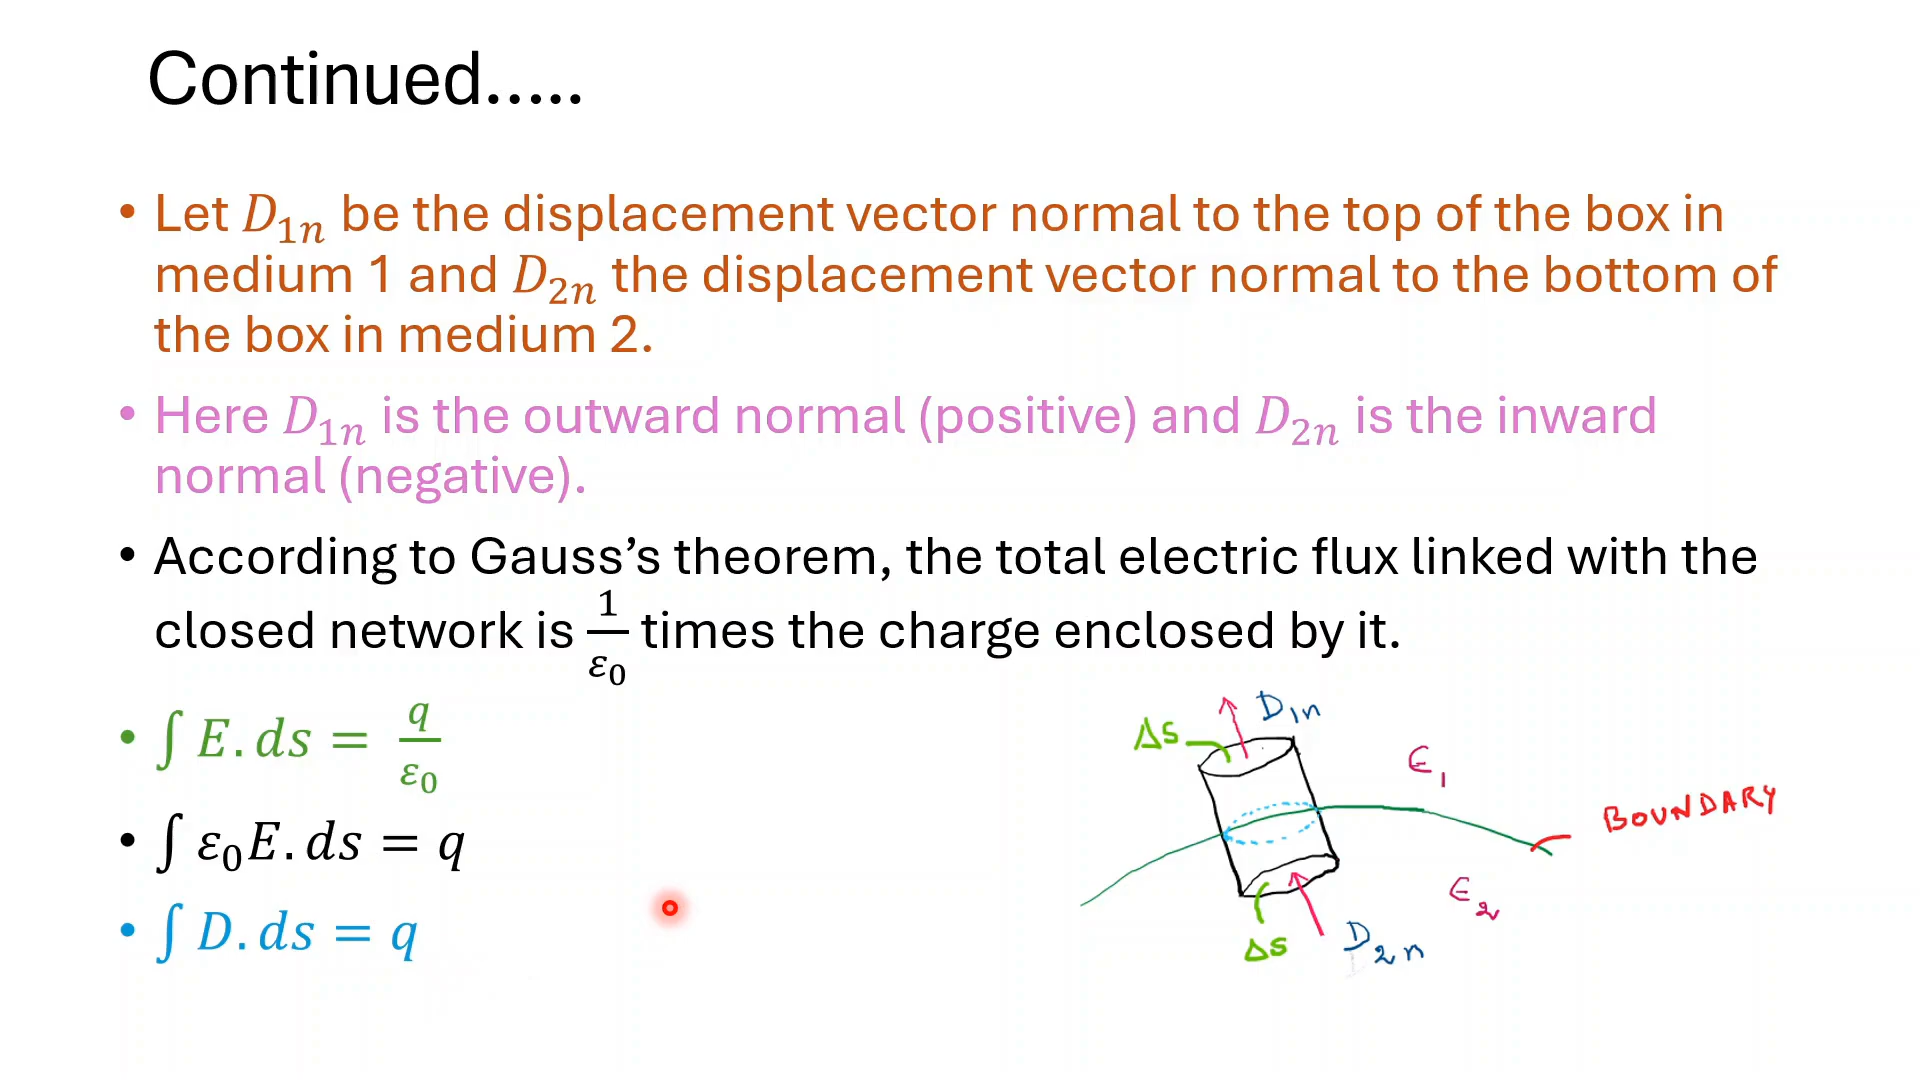 Continued.....
• Let D₁ₙ be the displacement vector normal to the top of the box in
medium 1 and D₂ₙ the displacement vector normal to the bottom of
the box in medium 2.
• Here D₁ₙ is the outward normal (positive) and D₂ₙ is the inward
normal (negative).
• According to Gauss’s theorem, the total electric flux linked with the
closed network is 1/ε₀ times the charge enclosed by it.
• ∫ E.ds = q/ε₀
• ∫ ε₀E.ds = q
• ∫ D.ds = q
D₁ₙ
ΔS
ϵ₁
BOUNDARY
ϵ₂
ΔS
D₂ₙ